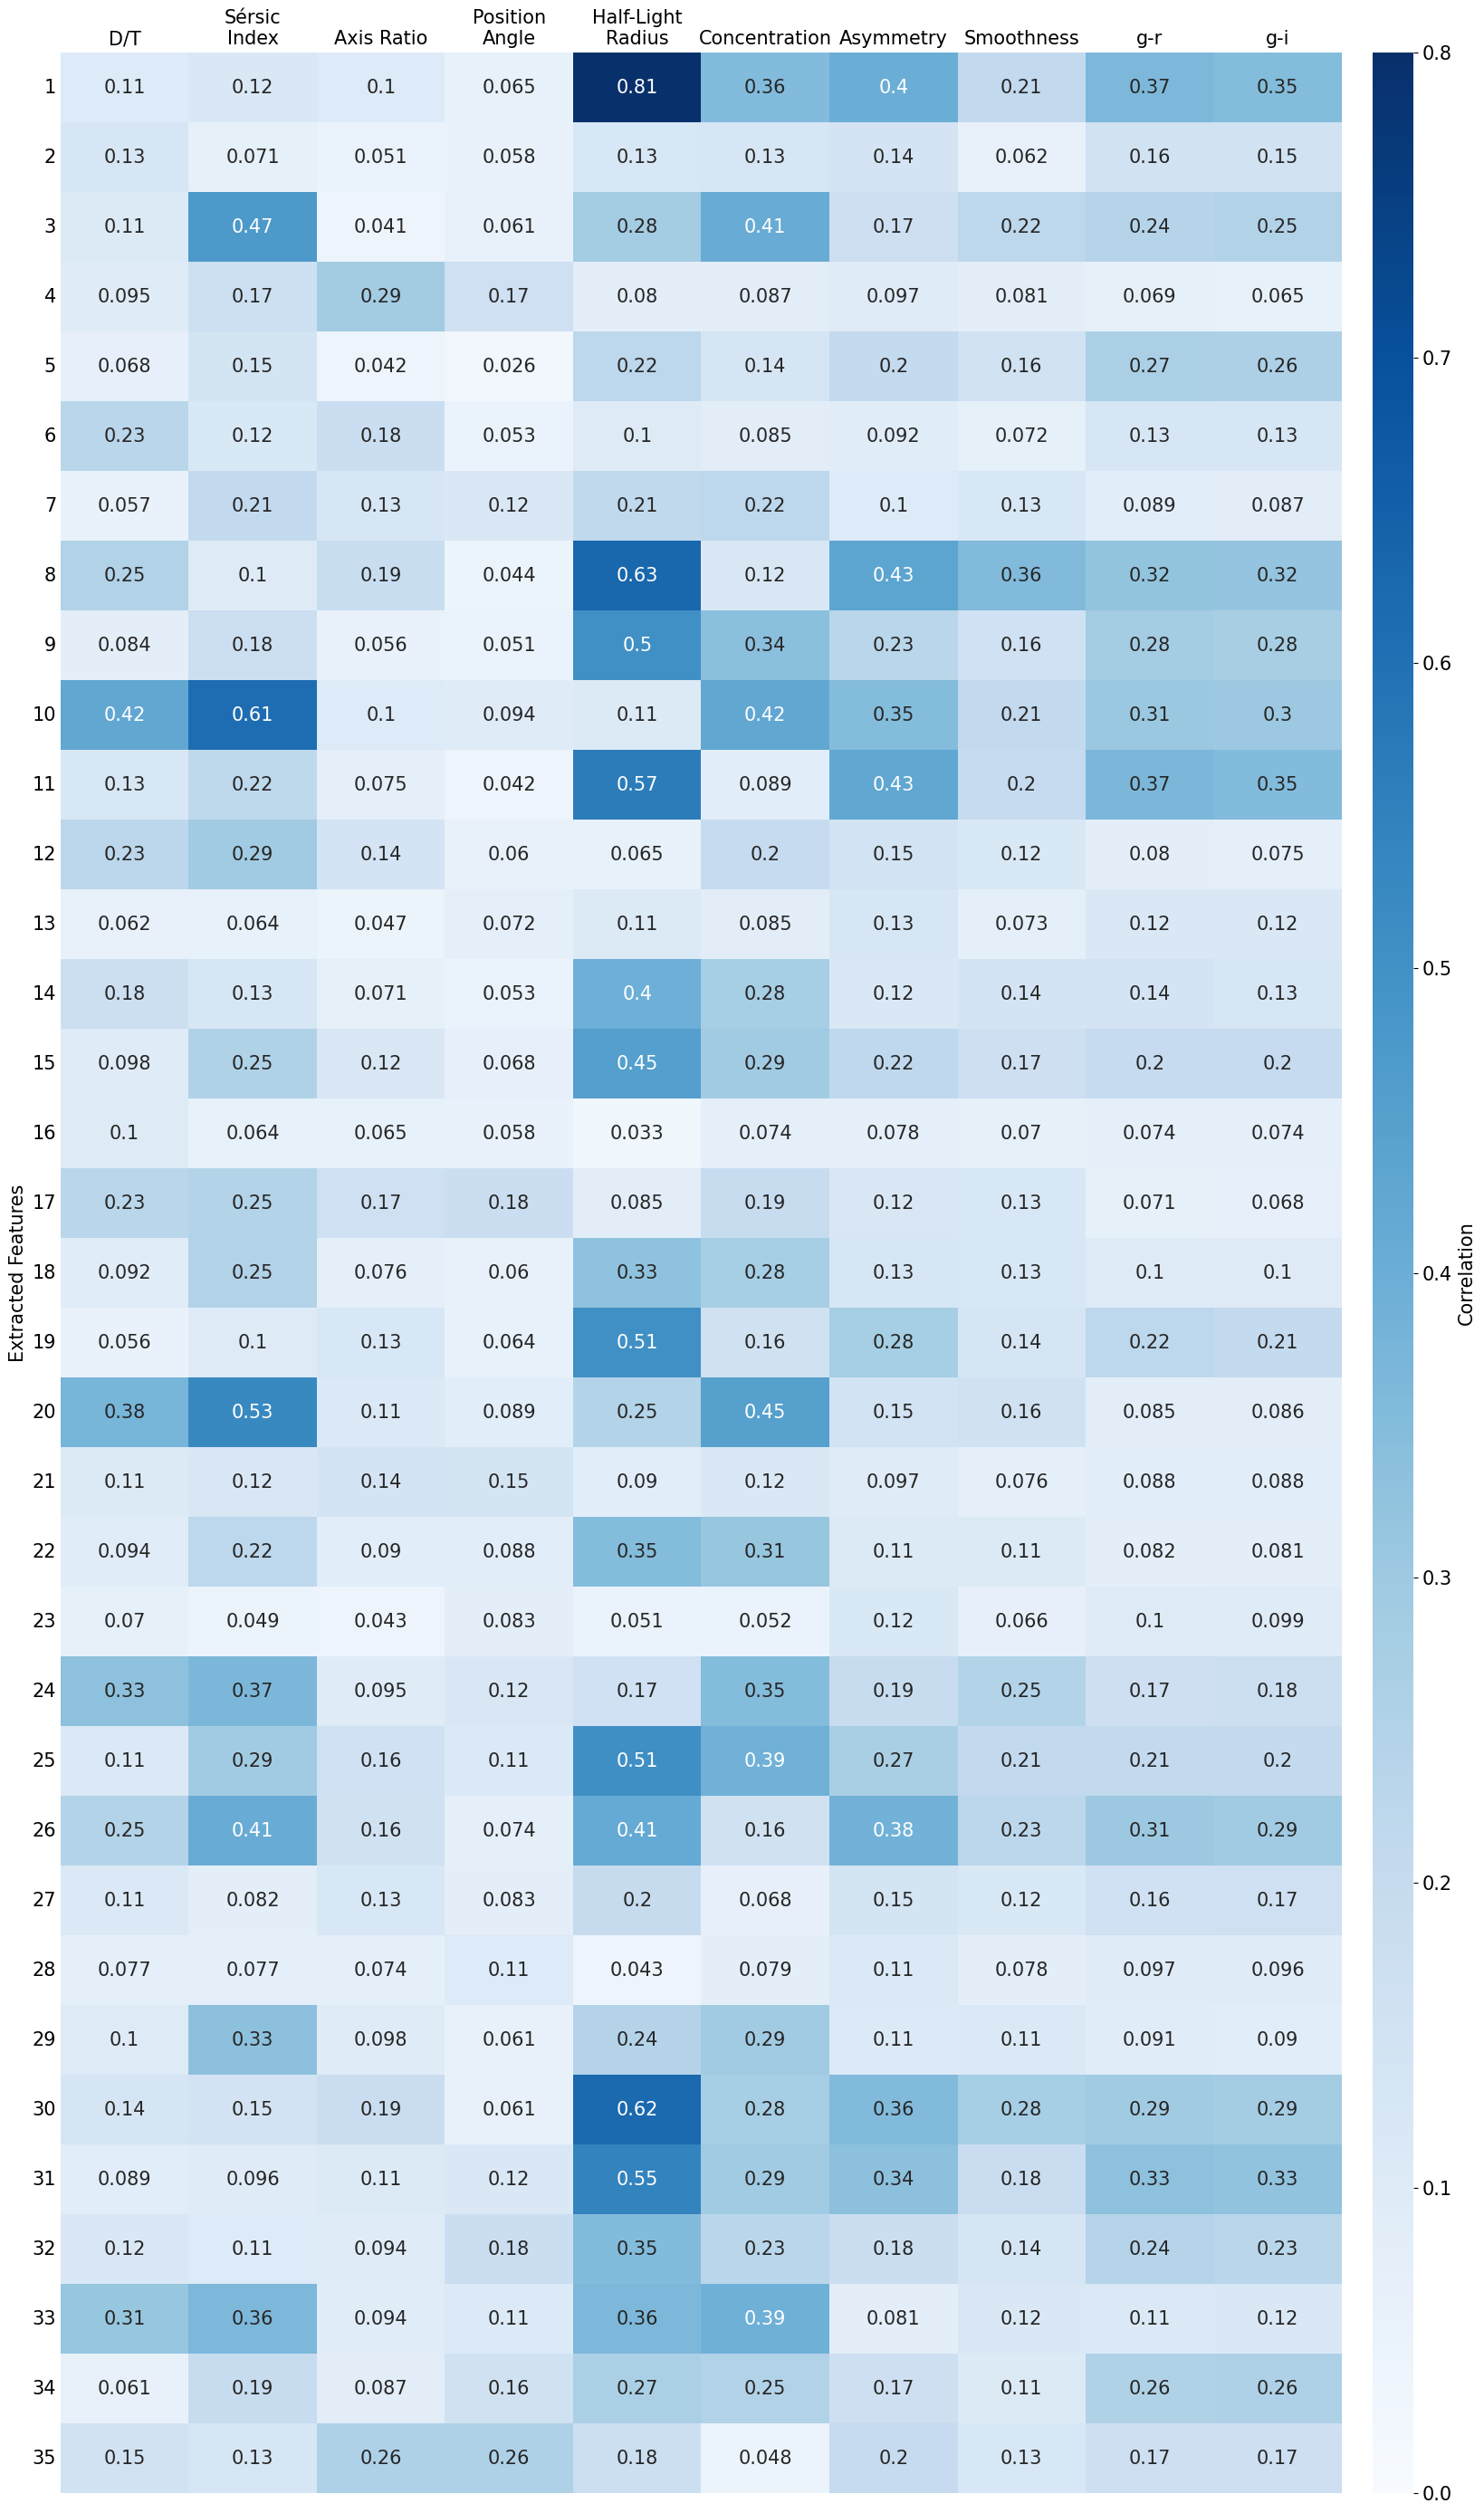 D/T Sérsic Index Axis Ratio Position Angle Half-Light Radius Concentration Asymmetry Smoothness g-r g-i
1 0.11 0.12 0.1 0.065 0.81 0.36 0.4 0.21 0.37 0.35
2 0.13 0.071 0.051 0.058 0.13 0.13 0.14 0.062 0.16 0.15
3 0.11 0.47 0.041 0.061 0.28 0.41 0.17 0.22 0.24 0.25
4 0.095 0.17 0.29 0.17 0.08 0.087 0.097 0.081 0.069 0.065
5 0.068 0.15 0.042 0.026 0.22 0.14 0.2 0.16 0.27 0.26
6 0.23 0.12 0.18 0.053 0.1 0.085 0.092 0.072 0.13 0.13
7 0.057 0.21 0.13 0.12 0.21 0.22 0.1 0.13 0.089 0.087
8 0.25 0.1 0.19 0.044 0.63 0.12 0.43 0.36 0.32 0.32
9 0.084 0.18 0.056 0.051 0.5 0.34 0.23 0.16 0.28 0.28
10 0.42 0.61 0.1 0.094 0.11 0.42 0.35 0.21 0.31 0.3
11 0.13 0.22 0.075 0.042 0.57 0.089 0.43 0.2 0.37 0.35
12 0.23 0.29 0.14 0.06 0.065 0.2 0.15 0.12 0.08 0.075
13 0.062 0.064 0.047 0.072 0.11 0.085 0.13 0.073 0.12 0.12
14 0.18 0.13 0.071 0.053 0.4 0.28 0.12 0.14 0.14 0.13
15 0.098 0.25 0.12 0.068 0.45 0.29 0.22 0.17 0.2 0.2
16 0.1 0.064 0.065 0.058 0.033 0.074 0.078 0.07 0.074 0.074
17 0.23 0.25 0.17 0.18 0.085 0.19 0.12 0.13 0.071 0.068
18 0.092 0.25 0.076 0.06 0.33 0.28 0.13 0.13 0.1 0.1
19 0.056 0.1 0.13 0.064 0.51 0.16 0.28 0.14 0.22 0.21
20 0.38 0.53 0.11 0.089 0.25 0.45 0.15 0.16 0.085 0.086
21 0.11 0.12 0.14 0.15 0.09 0.12 0.097 0.076 0.088 0.088
22 0.094 0.22 0.09 0.088 0.35 0.31 0.11 0.11 0.082 0.081
23 0.07 0.049 0.043 0.083 0.051 0.052 0.12 0.066 0.1 0.099
24 0.33 0.37 0.095 0.12 0.17 0.35 0.19 0.25 0.17 0.18
25 0.11 0.29 0.16 0.11 0.51 0.39 0.27 0.21 0.21 0.2
26 0.25 0.41 0.16 0.074 0.41 0.16 0.38 0.23 0.31 0.29
27 0.11 0.082 0.13 0.083 0.2 0.068 0.15 0.12 0.16 0.17
28 0.077 0.077 0.074 0.11 0.043 0.079 0.11 0.078 0.097 0.096
29 0.1 0.33 0.098 0.061 0.24 0.29 0.11 0.11 0.091 0.09
30 0.14 0.15 0.19 0.061 0.62 0.28 0.36 0.28 0.29 0.29
31 0.089 0.096 0.11 0.12 0.55 0.29 0.34 0.18 0.33 0.33
32 0.12 0.11 0.094 0.18 0.35 0.23 0.18 0.14 0.24 0.23
33 0.31 0.36 0.094 0.11 0.36 0.39 0.081 0.12 0.11 0.12
34 0.061 0.19 0.087 0.16 0.27 0.25 0.17 0.11 0.26 0.26
35 0.15 0.13 0.26 0.26 0.18 0.048 0.2 0.13 0.17 0.17
Extracted Features
0.8
0.7
0.6
0.5
0.4
0.3
0.2
0.1
0.0
Correlation